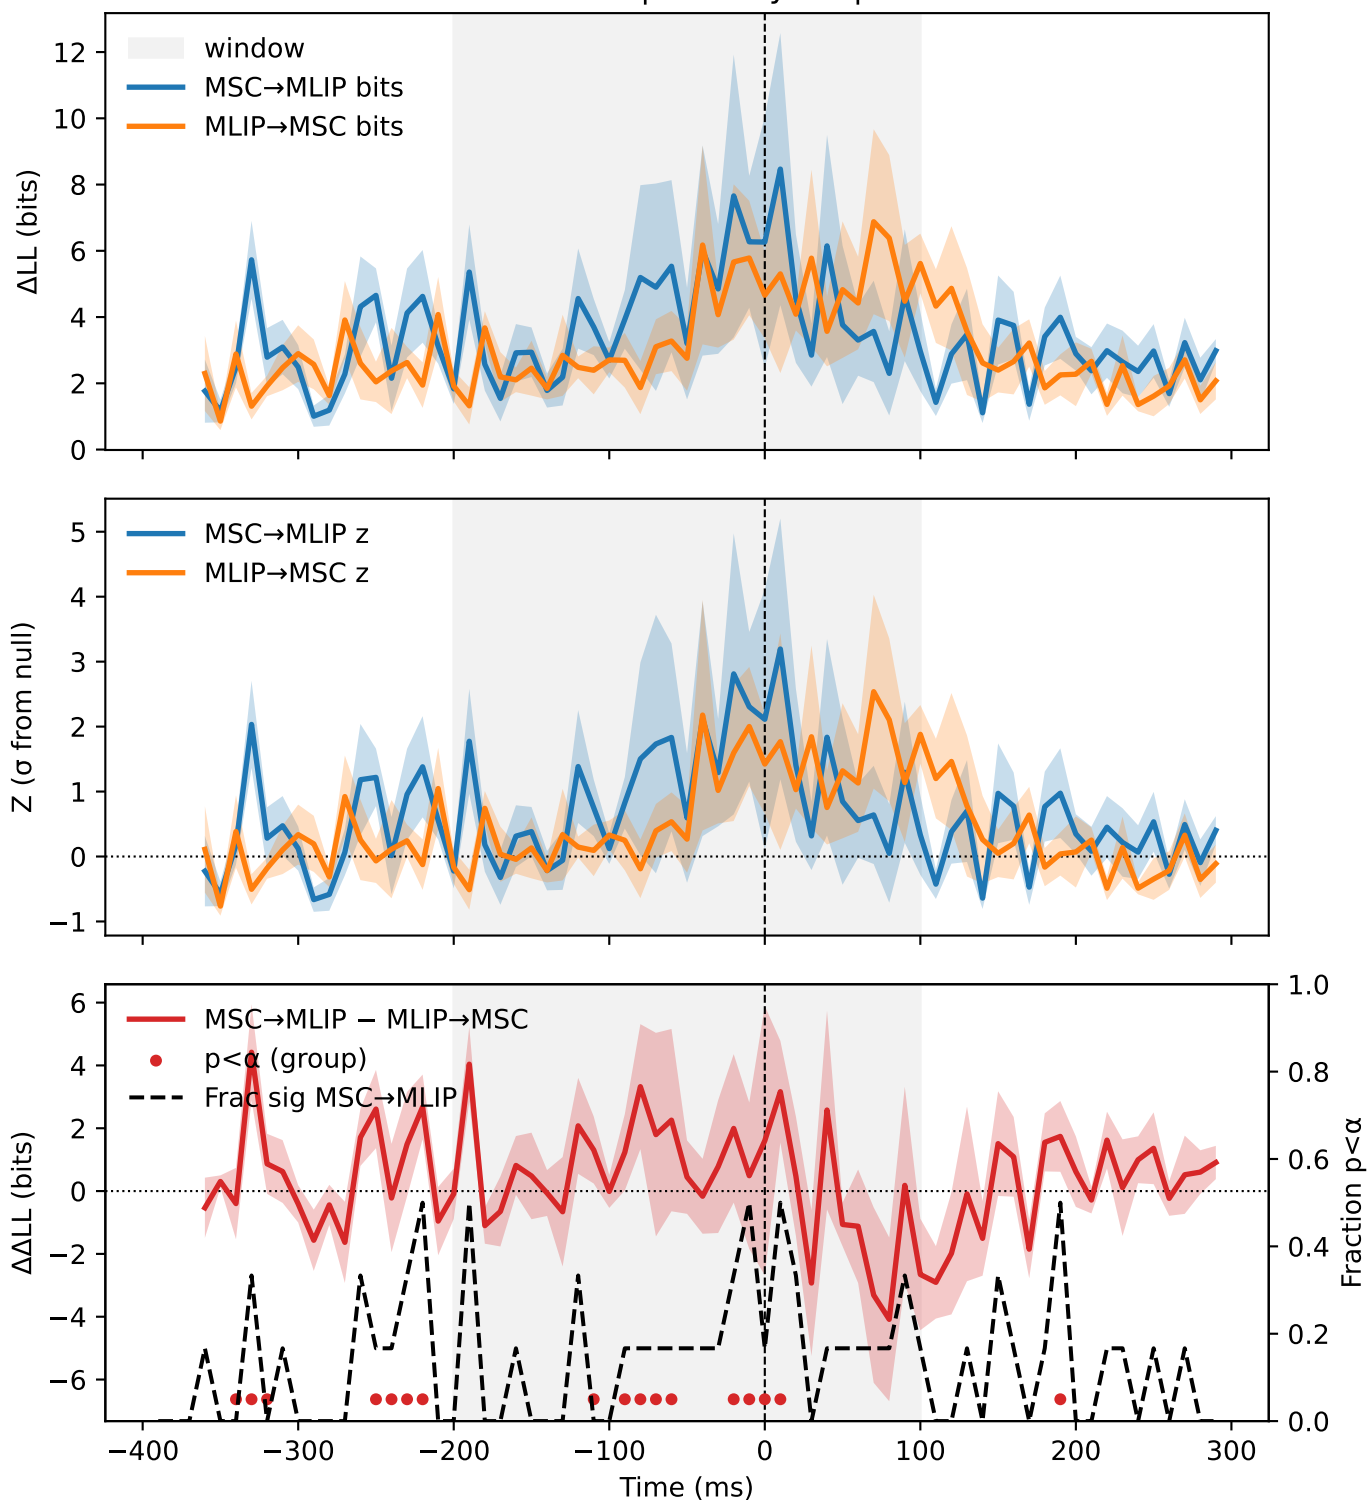 window
MSC→MLIP bits
MLIP→MSC bits
ΔLL (bits)
12
10
8
6
4
2
0
MSC→MLIP z
MLIP→MSC z
Z (σ from null)
5
4
3
2
1
0
−1
MSC→MLIP − MLIP→MSC
p<α (group)
Frac sig MSC→MLIP
ΔΔLL (bits)
6
4
2
0
−2
−4
−6
1.0
0.8
0.6
0.4
0.2
0.0
Fraction p<α
−400 −300 −200 −100 0 100 200 300
Time (ms)